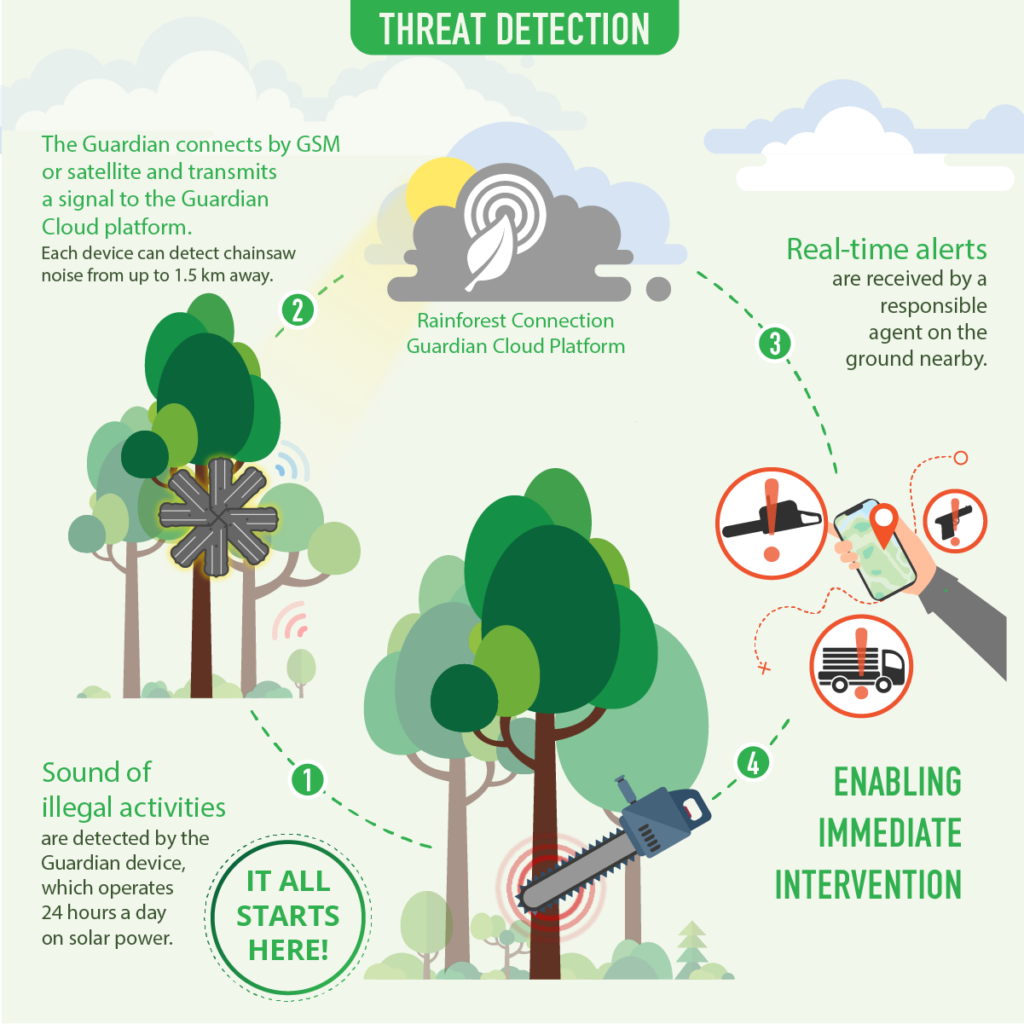 THREAT DETECTION
The Guardian connects by GSM
or satellite and transmits
a signal to the Guardian
Cloud platform.
Each device can detect chainsaw
noise from up to 1.5 km away.
2
Rainforest Connection
Guardian Cloud Platform
3
Real-time alerts
are received by a
responsible
agent on the
ground nearby.
1
Sound of
illegal activities
are detected by the
Guardian device,
which operates
24 hours a day
on solar power.
IT ALL
STARTS
HERE!
4
ENABLING
IMMEDIATE
INTERVENTION